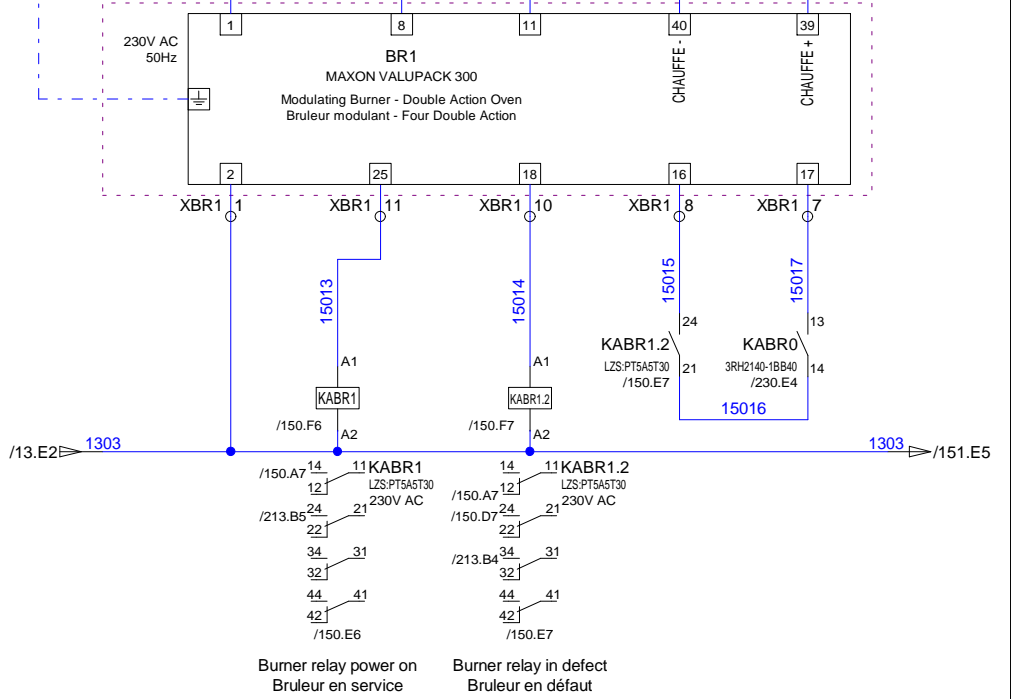 1 8 11 40 39
230V AC
50Hz
BR1
MAXON VALUPACK 300
Modulating Burner - Double Action Oven
Bruleur modulant - Four Double Action
CHAUFFE -
CHAUFFE +
2 25 18 16 17
XBR1 1 XBR1 11 XBR1 10 XBR1 8 XBR1 7
15013
15014
15015
15017
24
KABR1.2
LZS:PT5A5T30
21
/150.E7
13
KABR0
3RH2140-1BB40
14
/230.E4
15016
A1
KABR1
/150.F6
A2
A1
KABR1.2
/150.F7
A2
/13.E2 1303 1303 /151.E5
14 11 KABR1
/150.A7
LZS:PT5A5T30
12
230V AC
24 21
/213.B5
22
34 31
32
44 41
42
/150.E6
14 11 KABR1.2
LZS:PT5A5T30
/150.A7 12
230V AC
24 21
/150.D7
22
34 31
/213.B4
32
44 41
42
/150.E7
Burner relay power on
Bruleur en service
Burner relay in defect
Bruleur en défaut